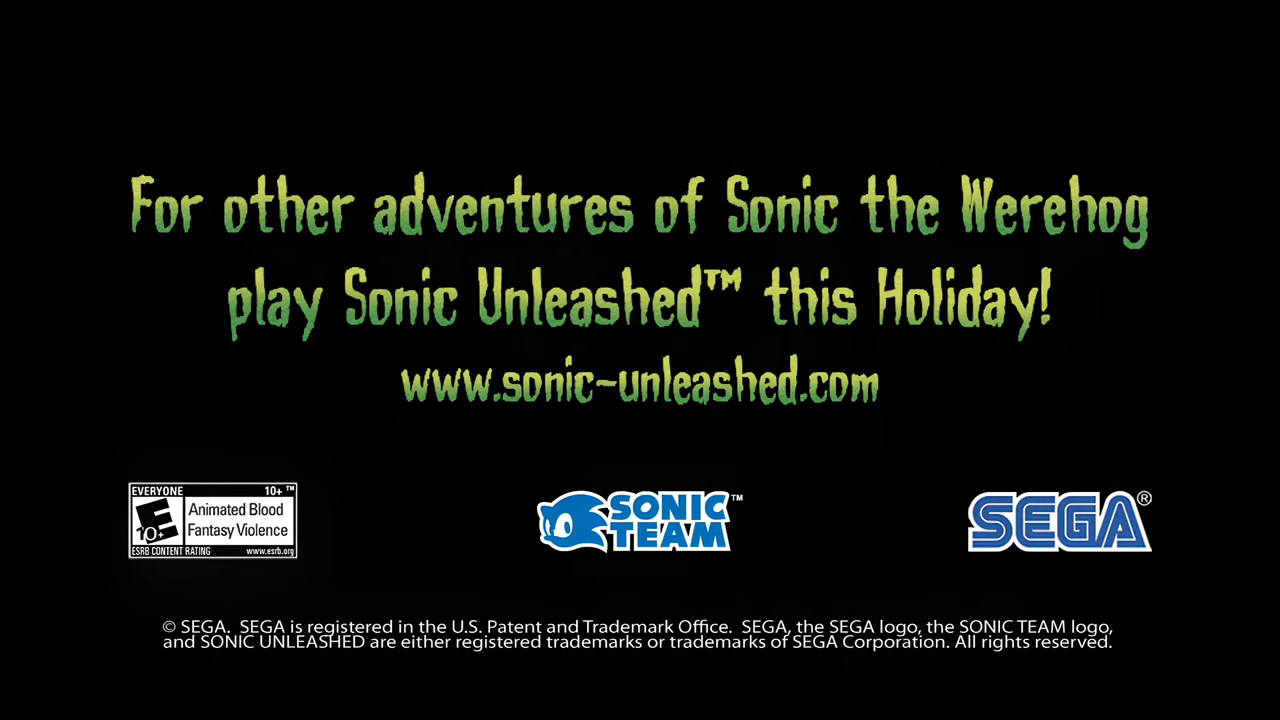 For other adventures of Sonic the Werehog
play Sonic Unleashed™ this Holiday!
www.sonic-unleashed.com
EVERYONE 10+ ™
E
10+
Animated Blood
Fantasy Violence
ESRB CONTENT RATING www.esrb.org
SONIC
TEAM™
SEGA®
© SEGA. SEGA is registered in the U.S. Patent and Trademark Office. SEGA, the SEGA logo, the SONIC TEAM logo,
and SONIC UNLEASHED are either registered trademarks or trademarks of SEGA Corporation. All rights reserved.